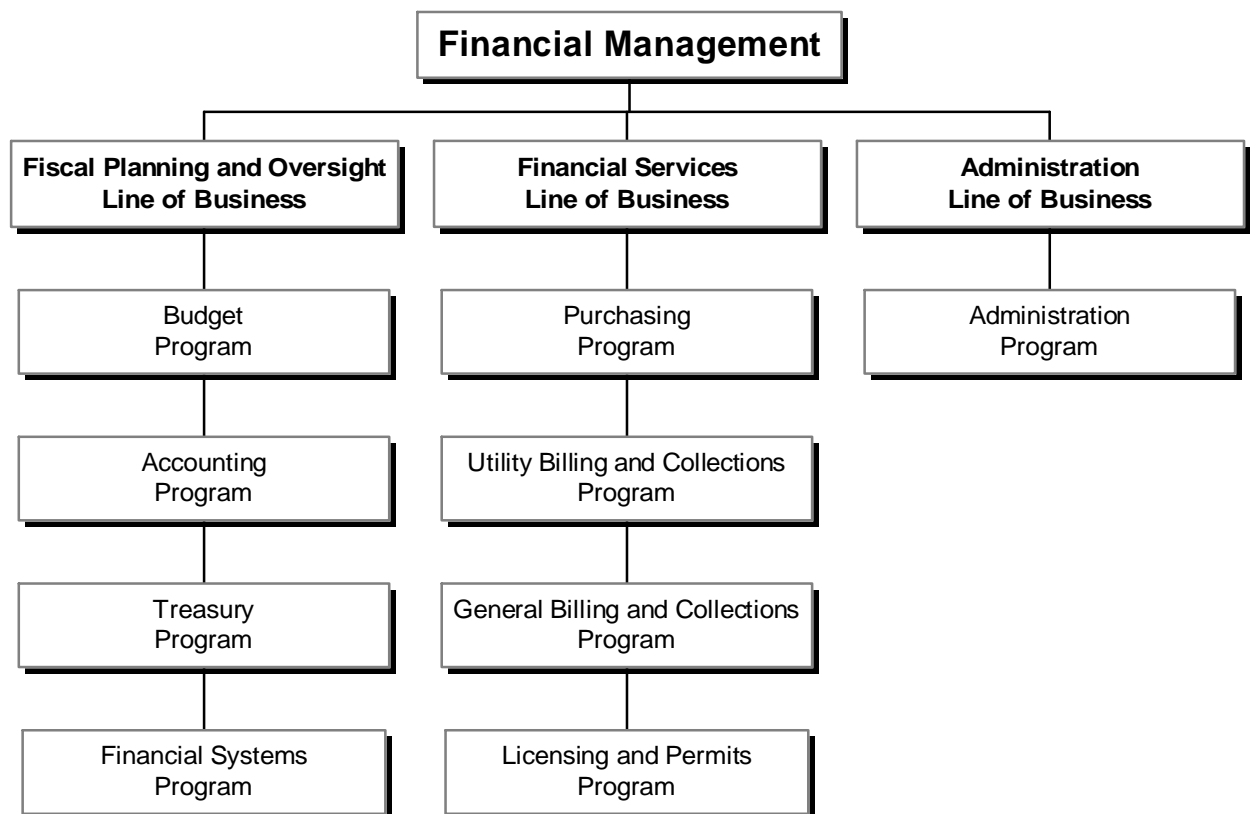 Financial Management
Fiscal Planning and Oversight
Line of Business
Financial Services
Line of Business
Administration
Line of Business
Budget
Program
Purchasing
Program
Administration
Program
Accounting
Program
Utility Billing and Collections
Program
Treasury
Program
General Billing and Collections
Program
Financial Systems
Program
Licensing and Permits
Program